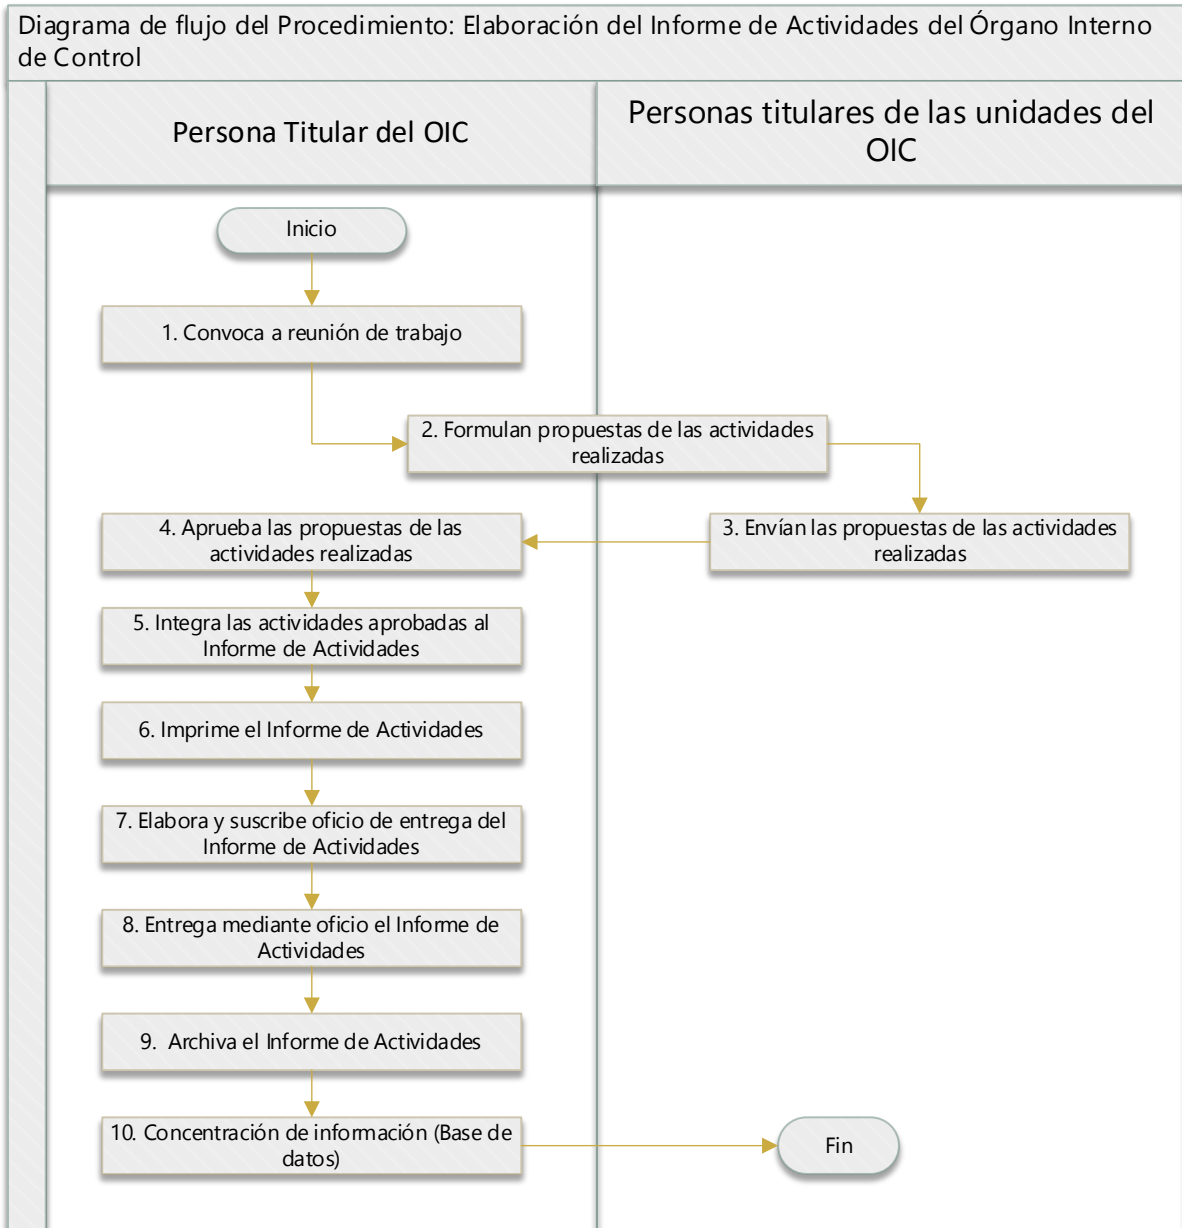 Diagrama de flujo del Procedimiento: Elaboración del Informe de Actividades del Órgano Interno
de Control
Persona Titular del OIC
Personas titulares de las unidades del
OIC
Inicio
1. Convoca a reunión de trabajo
2. Formulan propuestas de las actividades
realizadas
3. Envían las propuestas de las actividades
realizadas
4. Aprueba las propuestas de las
actividades realizadas
5. Integra las actividades aprobadas al
Informe de Actividades
6. Imprime el Informe de Actividades
7. Elabora y suscribe oficio de entrega del
Informe de Actividades
8. Entrega mediante oficio el Informe de
Actividades
9. Archiva el Informe de Actividades
10. Concentración de información (Base de
datos)
Fin